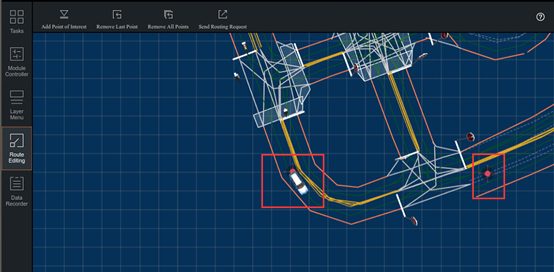 Add Point of Interest
Remove Last Point
Remove All Points
Send Routing Request
Tasks
Module
Controller
Layer
Menu
Route
Editing
Data
Recorder